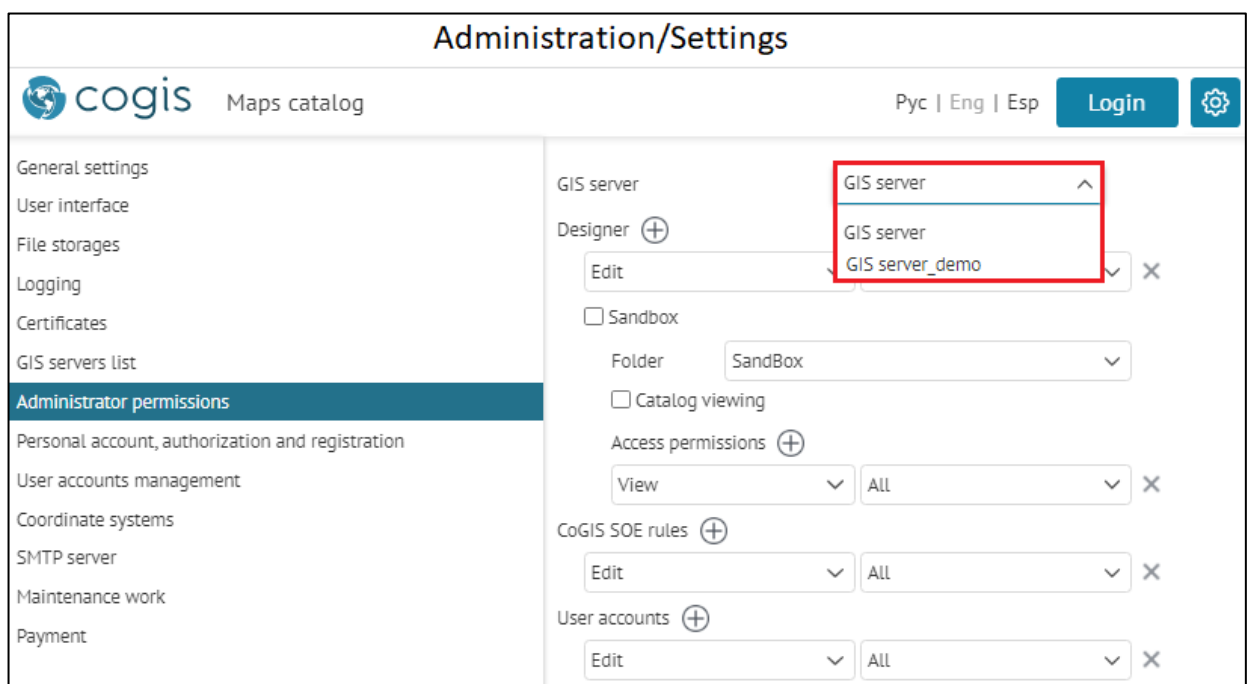 Administration/Settings
cogis Maps catalog Рус | Eng | Esp Login
General settings
User interface
File storages
Logging
Certificates
GIS servers list
Administrator permissions
Personal account, authorization and registration
User accounts management
Coordinate systems
SMTP server
Maintenance work
Payment
GIS server GIS server
GIS server
GIS server_demo
Designer
Edit
Sandbox
Folder SandBox
Catalog viewing
Access permissions
View All
CoGIS SOE rules
Edit All
User accounts
Edit All